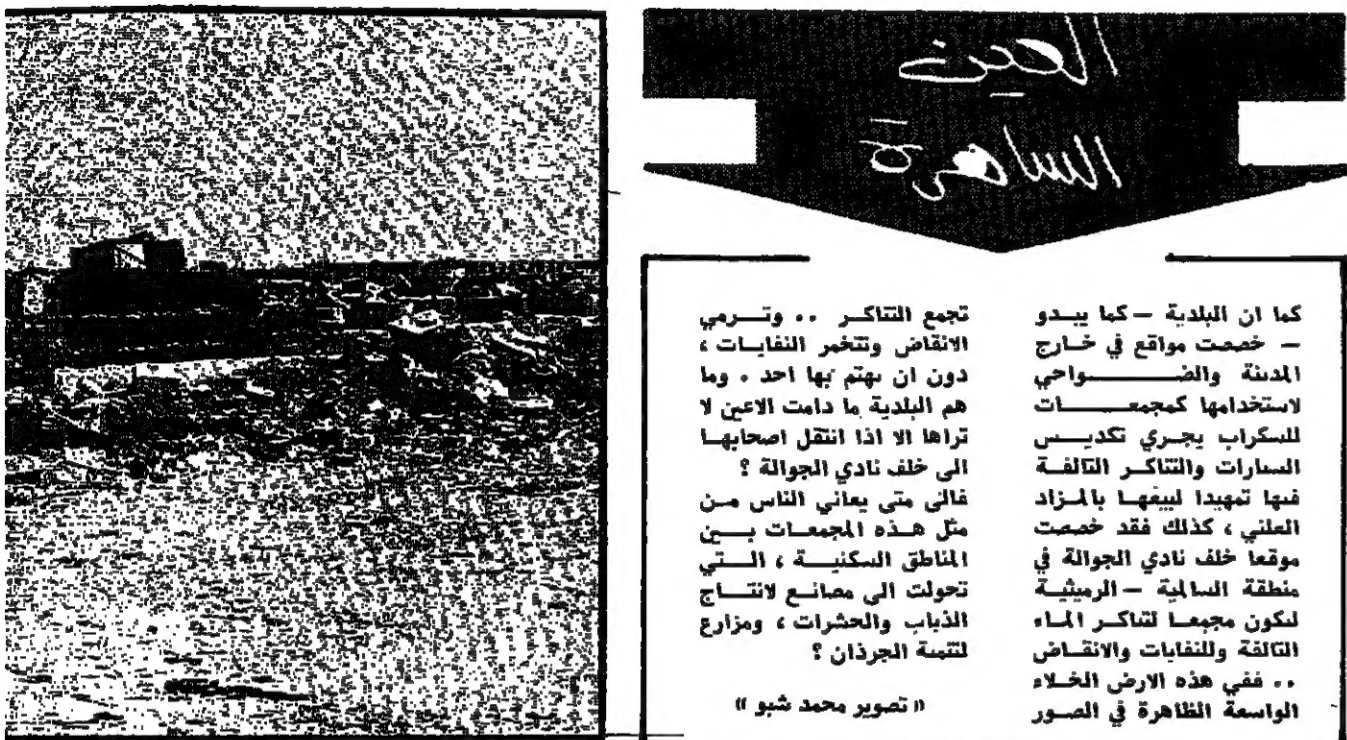 العين
الساهرة
كما ان البلدية — كما يبدو
— خصصت مواقع في خارج
المدينة والضواحي
لاستخدامها كمجمعات
للسكراب يجري تكديس
السيارات والتناكر التالفة
فيها تمهيدا لبيعها بالمزاد
العلني ، كذلك فقد خصصت
موقعا خلف نادي الجوالة في
منطقة السالمية — الرميثية
لتكون مجمعا لتناكر الماء
التالفة وللنفايات والانقاض
.. ففي هذه الارض الخلاء
الواسعة الظاهرة في الصور
تجمع التناكر .. وترمي
الانقاض وتتخمر النفايات ،
دون ان يهتم بها احد . وما
هم البلدية ما دامت الاعين لا
تراها الا اذا انتقل اصحابها
الى خلف نادي الجوالة ؟
فالى متى يعاني الناس من
مثل هذه المجمعات بين
المناطق السكنية ، التي
تحولت الى مصانع لانتاج
الذباب والحشرات ، ومزارع
لتنمية الجرذان ؟
« تصوير محمد شبو »